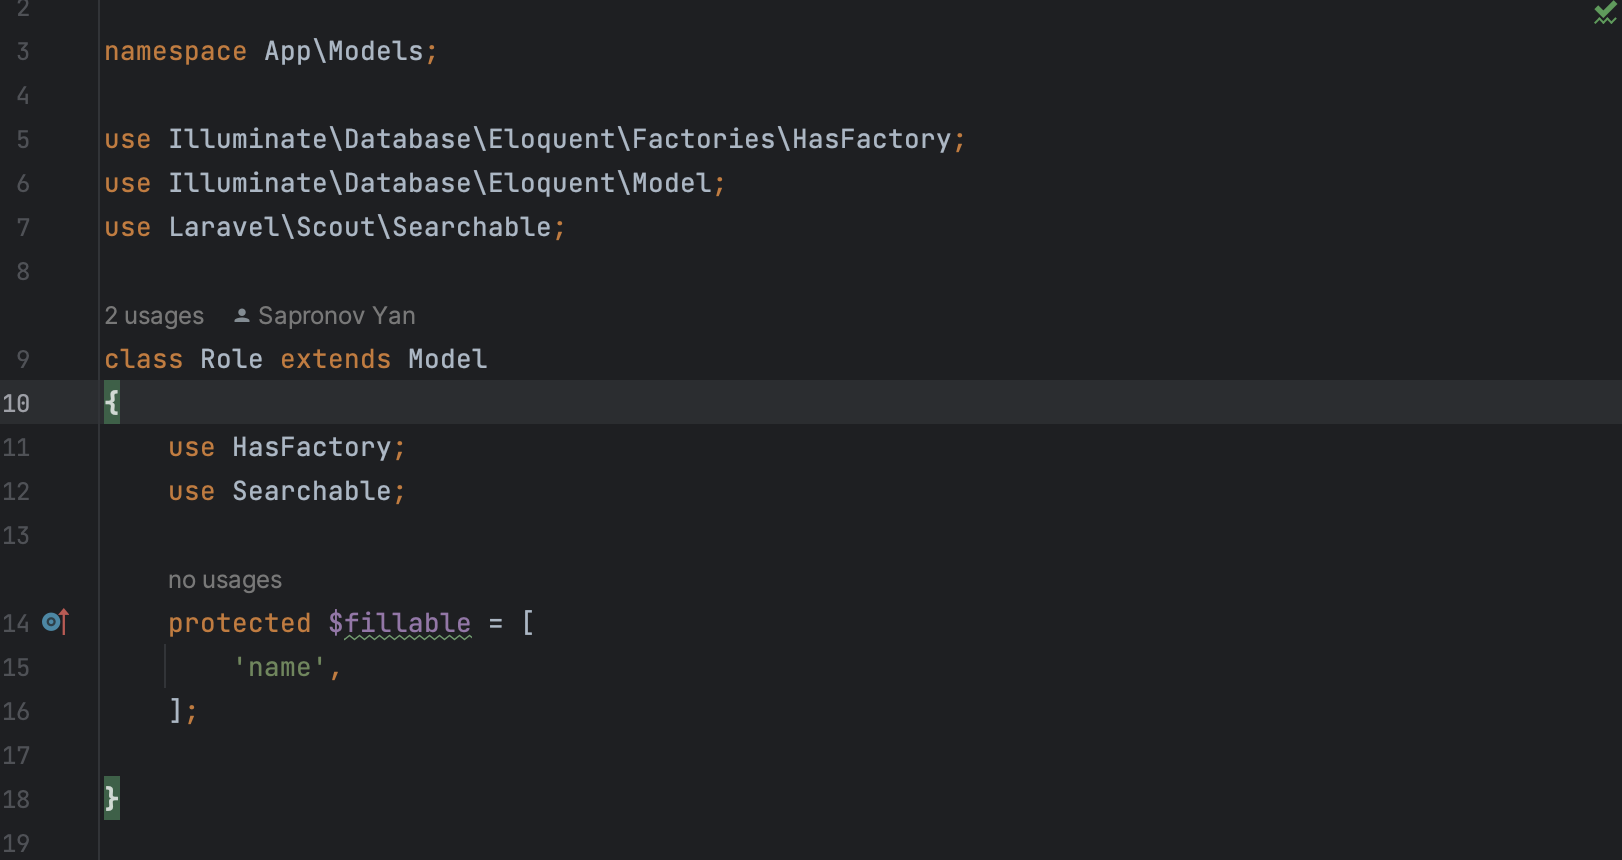 2
3 namespace App\Models;
4
5 use Illuminate\Database\Eloquent\Factories\HasFactory;
6 use Illuminate\Database\Eloquent\Model;
7 use Laravel\Scout\Searchable;
8
2 usages Sapronov Yan
9 class Role extends Model
10 {
11 use HasFactory;
12 use Searchable;
13
no usages
14 protected $fillable = [
15 'name',
16 ];
17
18 }
19